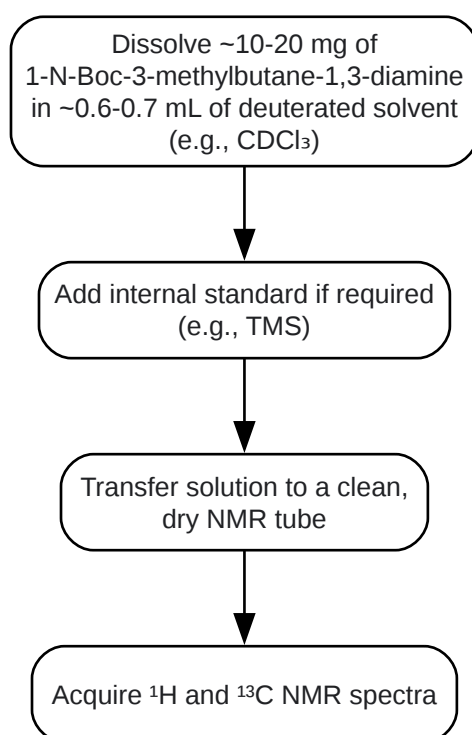 Dissolve ~10-20 mg of
1-N-Boc-3-methylbutane-1,3-diamine
in ~0.6-0.7 mL of deuterated solvent
(e.g., CDCl₃)
Add internal standard if required
(e.g., TMS)
Transfer solution to a clean,
dry NMR tube
Acquire ¹H and ¹³C NMR spectra